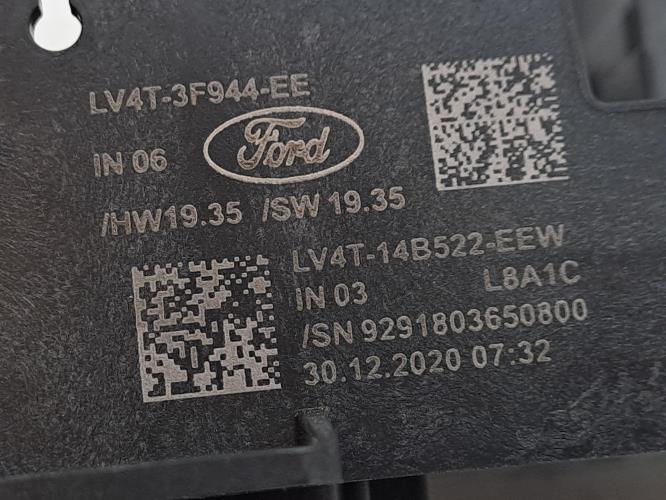 LV4T-3F944-EE
IN 06
Ford
/HW19.35 /SW 19.35
LV4T-14B522-EEW
IN 03 L8A1C
/SN 9291803650800
30.12.2020 07:32